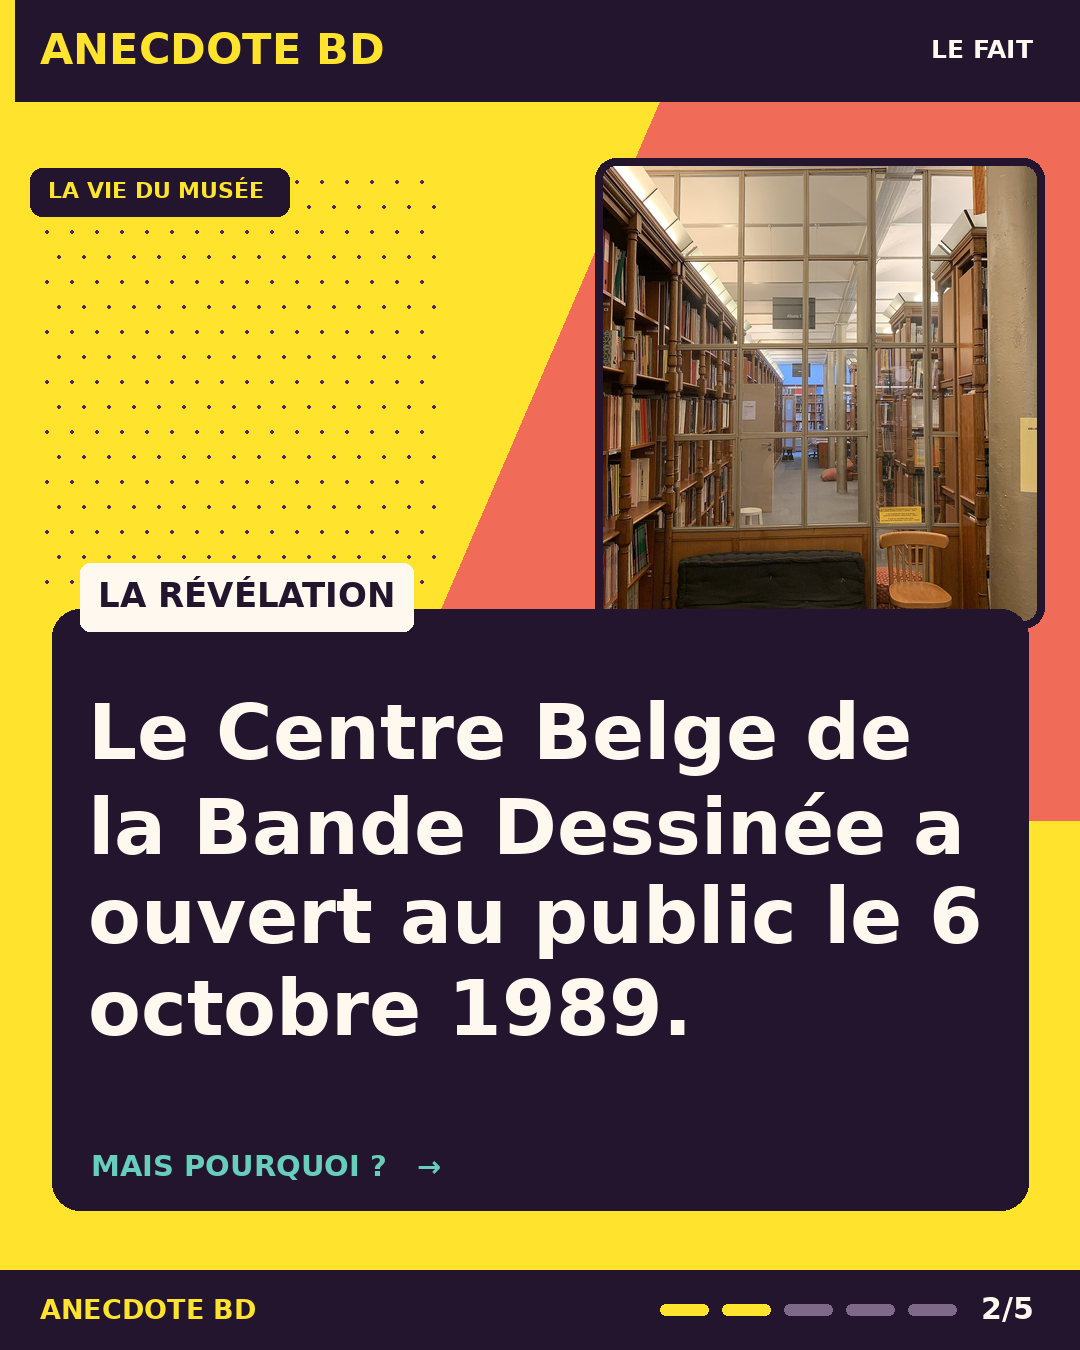 ANECDOTE BD
LE FAIT
LA VIE DU MUSÉE
LA RÉVÉLATION
Le Centre Belge de
la Bande Dessinée a
ouvert au public le 6
octobre 1989.
MAIS POURQUOI ? →
ANECDOTE BD
2/5